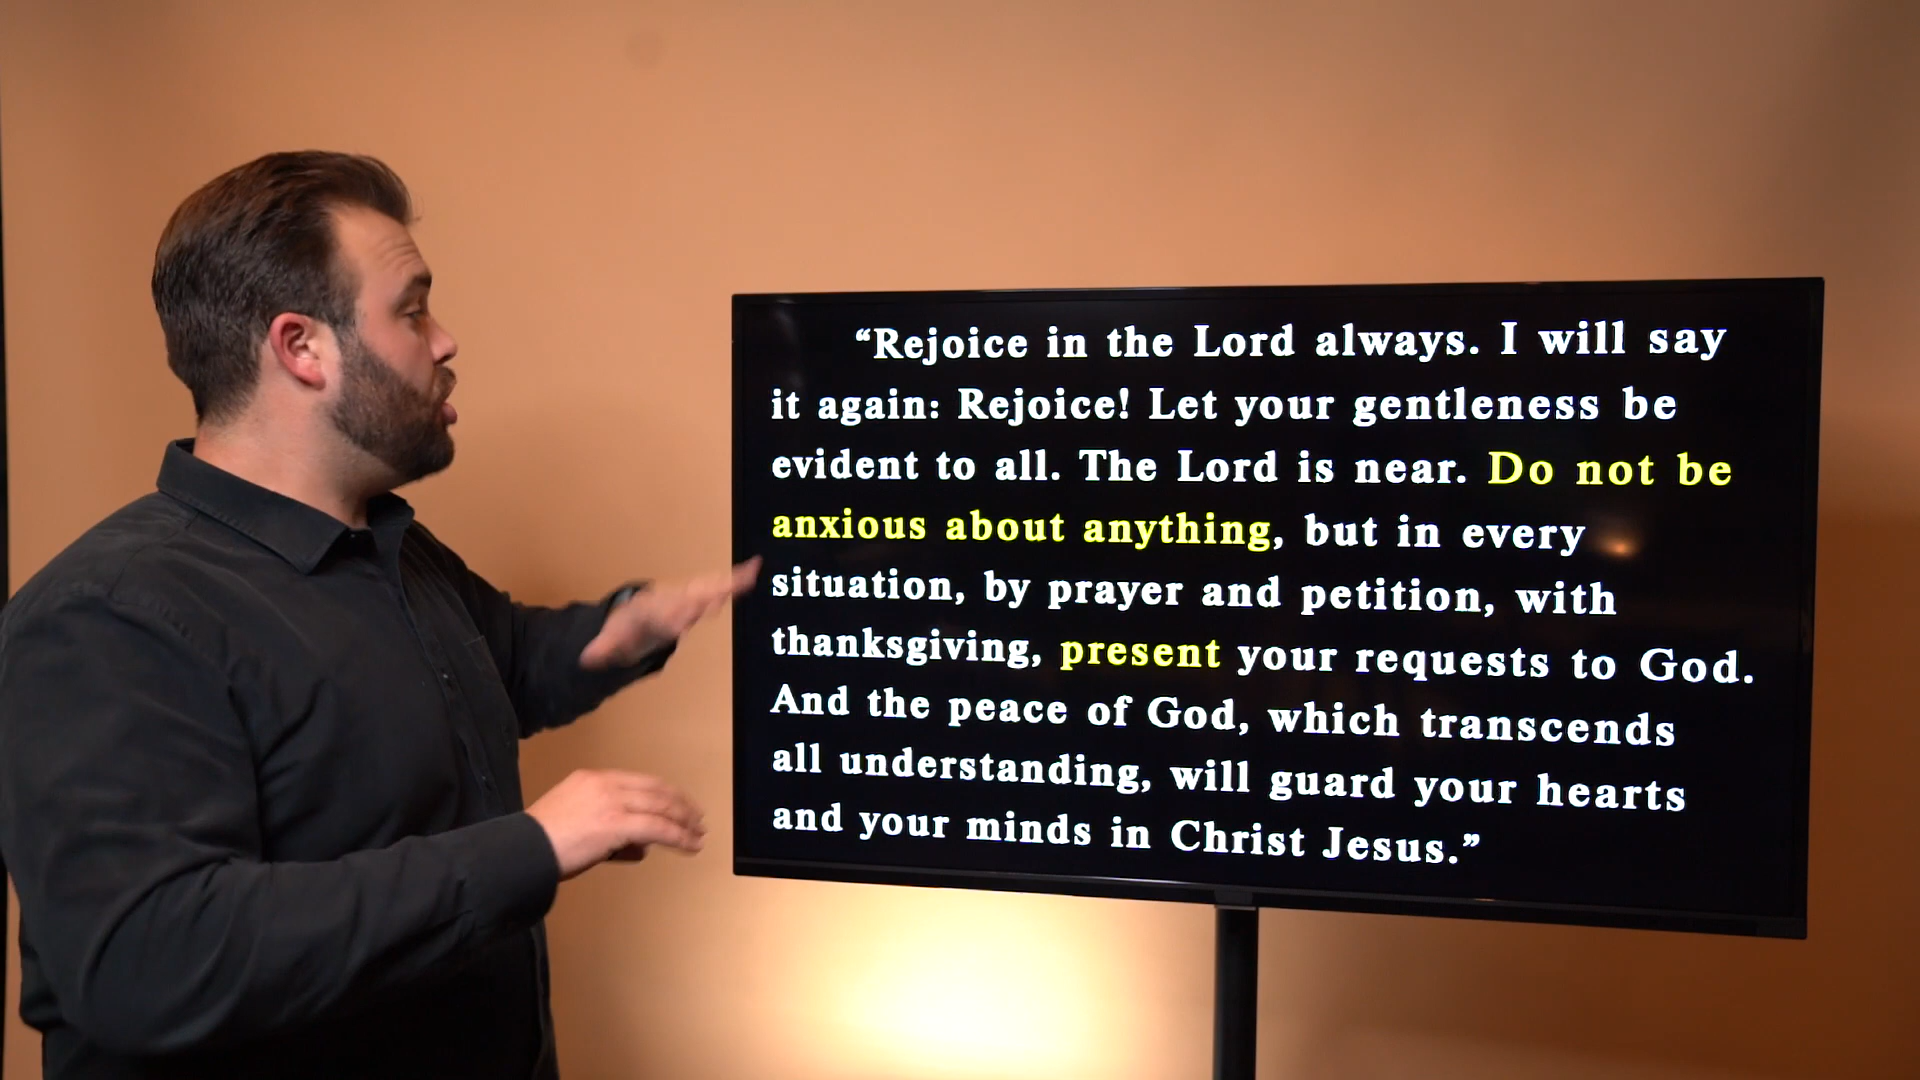 “Rejoice in the Lord always. I will say
it again: Rejoice! Let your gentleness be
evident to all. The Lord is near. Do not be
anxious about anything, but in every
situation, by prayer and petition, with
thanksgiving, present your requests to God.
And the peace of God, which transcends
all understanding, will guard your hearts
and your minds in Christ Jesus.”